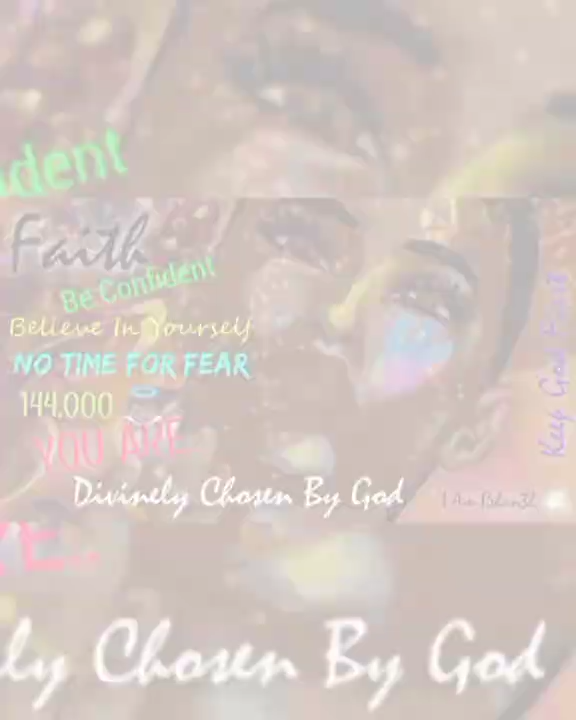 dent
Faith
Be Confident
Believe In Yourself
NO TIME FOR FEAR
144.000
YOU ARE...
Divinely Chosen By God
Keep God First
ly Chosen By God